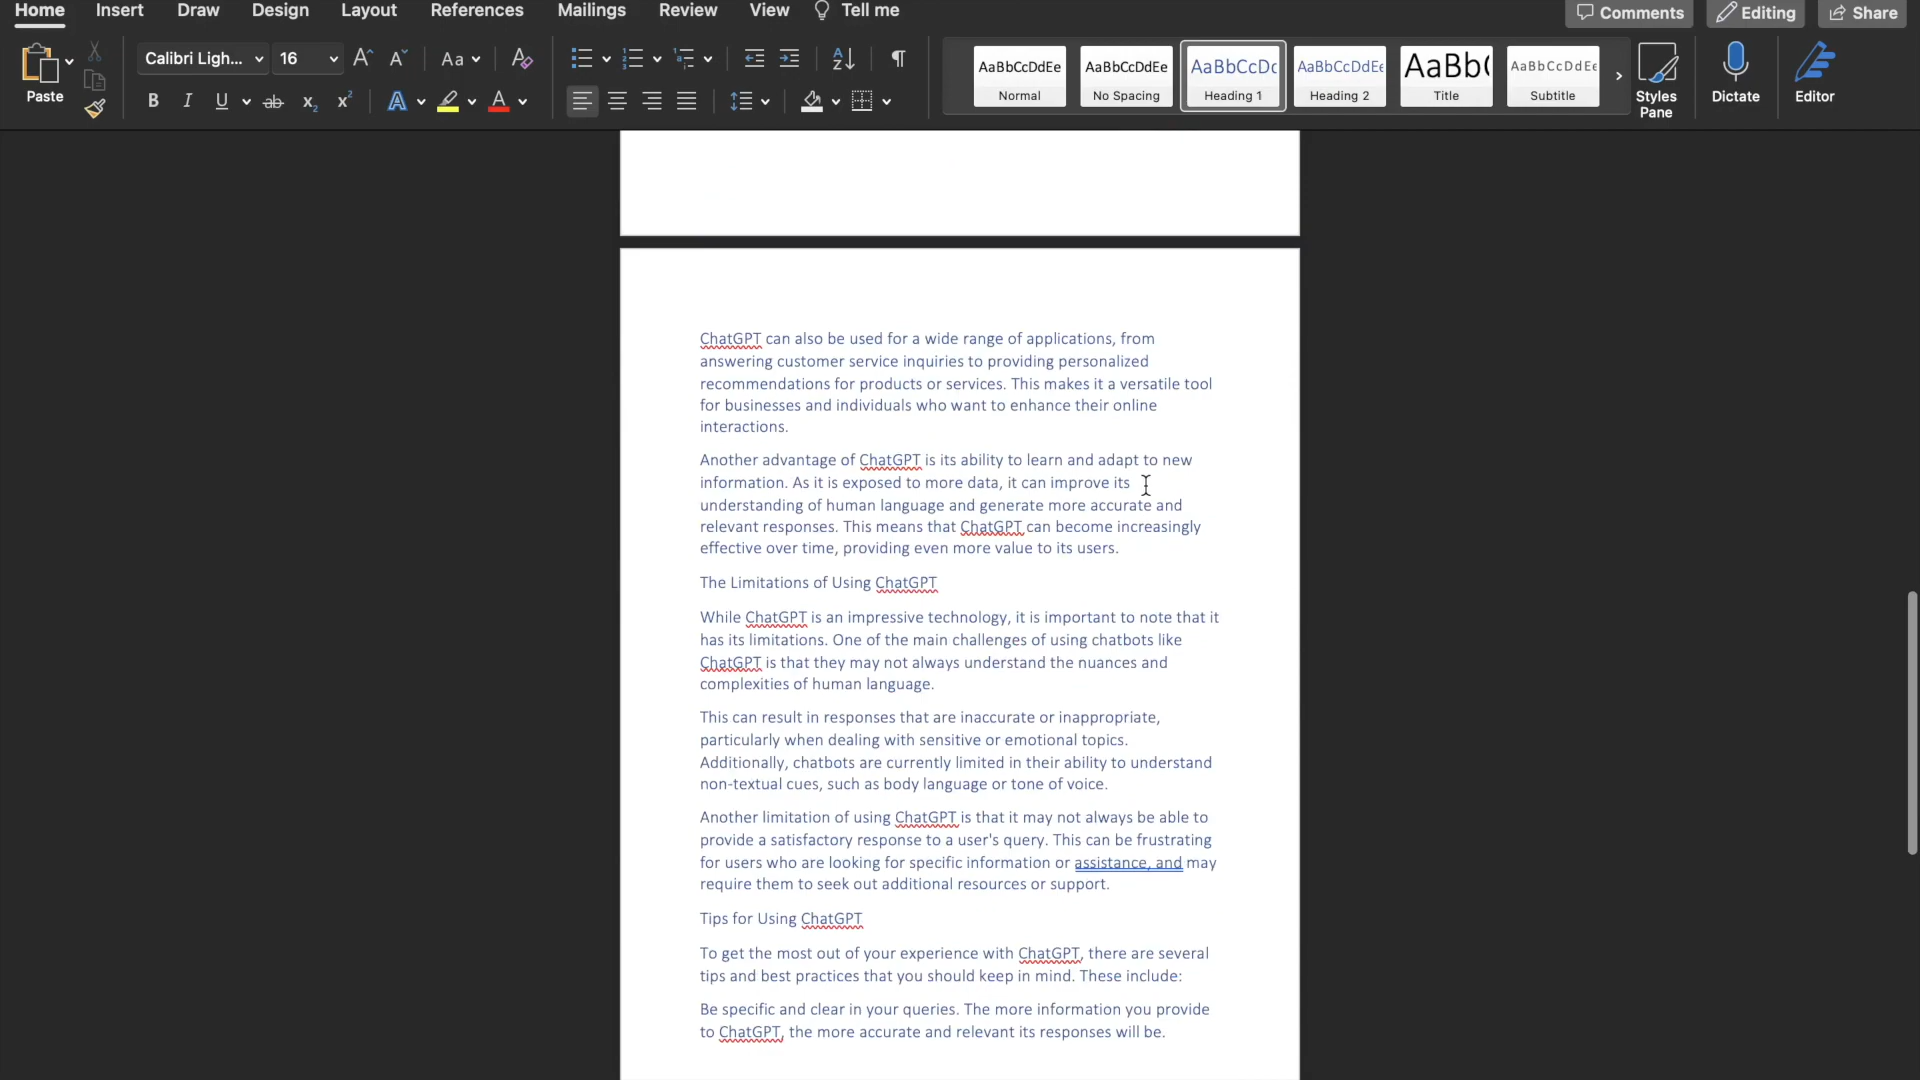 Home Insert Draw Design Layout References Mailings Review View Tell me Comments Editing Share
Paste
Calibri Ligh... 16 Aa
B I U ab x2 x2 A A
AaBbCcDdEe AaBbCcDdEe AaBbCcDc AaBbCcDdEe AaBb( AaBbCcDdEe
Normal No Spacing Heading 1 Heading 2 Title Subtitle
Styles Pane
Dictate
Editor
ChatGPT can also be used for a wide range of applications, from
answering customer service inquiries to providing personalized
recommendations for products or services. This makes it a versatile tool
for businesses and individuals who want to enhance their online
interactions.
Another advantage of ChatGPT is its ability to learn and adapt to new
information. As it is exposed to more data, it can improve its
understanding of human language and generate more accurate and
relevant responses. This means that ChatGPT can become increasingly
effective over time, providing even more value to its users.
The Limitations of Using ChatGPT
While ChatGPT is an impressive technology, it is important to note that it
has its limitations. One of the main challenges of using chatbots like
ChatGPT is that they may not always understand the nuances and
complexities of human language.
This can result in responses that are inaccurate or inappropriate,
particularly when dealing with sensitive or emotional topics.
Additionally, chatbots are currently limited in their ability to understand
non-textual cues, such as body language or tone of voice.
Another limitation of using ChatGPT is that it may not always be able to
provide a satisfactory response to a user's query. This can be frustrating
for users who are looking for specific information or assistance, and may
require them to seek out additional resources or support.
Tips for Using ChatGPT
To get the most out of your experience with ChatGPT, there are several
tips and best practices that you should keep in mind. These include:
Be specific and clear in your queries. The more information you provide
to ChatGPT, the more accurate and relevant its responses will be.